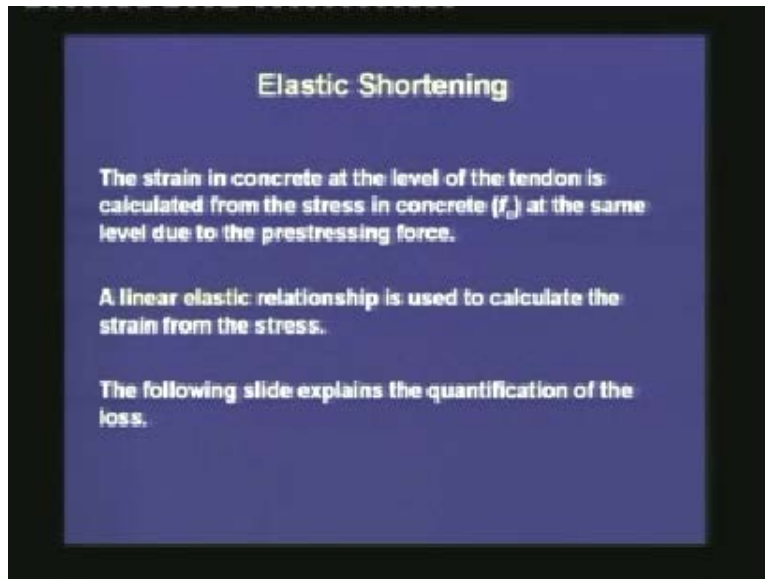 Elastic Shortening
The strain in concrete at the level of the tendon is
calculated from the stress in concrete (fc) at the same
level due to the prestressing force.
A linear elastic relationship is used to calculate the
strain from the stress.
The following slide explains the quantification of the
loss.